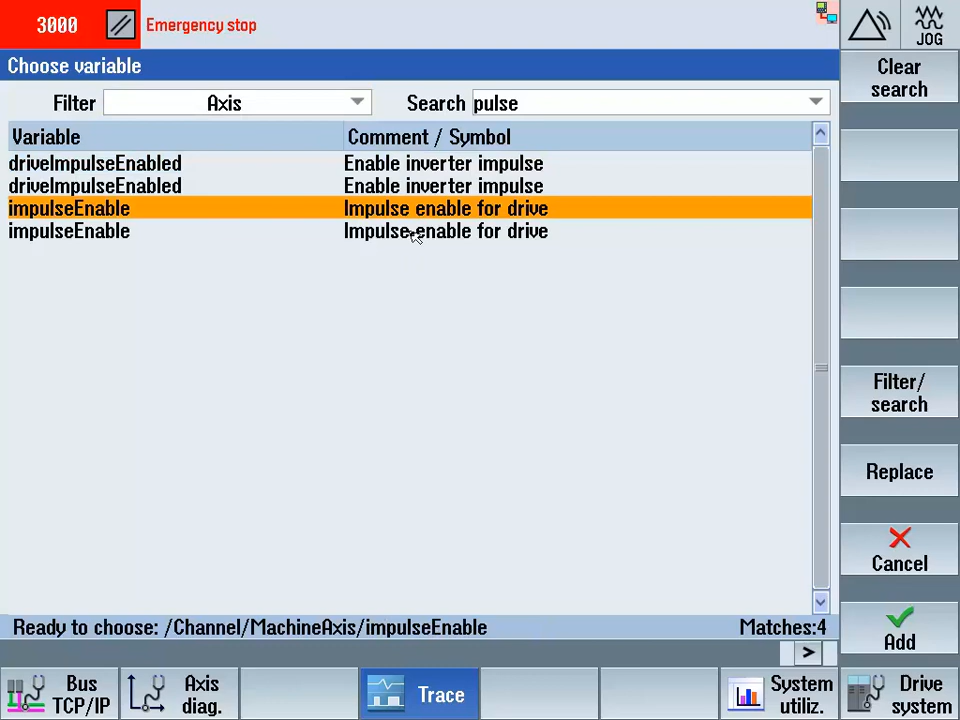 3000 Emergency stop
JOG
Choose variable
Clear search
Filter Axis Search pulse
Variable Comment / Symbol
driveImpulseEnabled Enable inverter impulse
driveImpulseEnabled Enable inverter impulse
impulseEnable Impulse enable for drive
impulseEnable Impulse enable for drive
Filter/ search
Replace
Cancel
Add
Ready to choose: /Channel/MachineAxis/impulseEnable Matches:4
>
Bus TCP/IP
Axis diag.
Trace
System utiliz.
Drive system